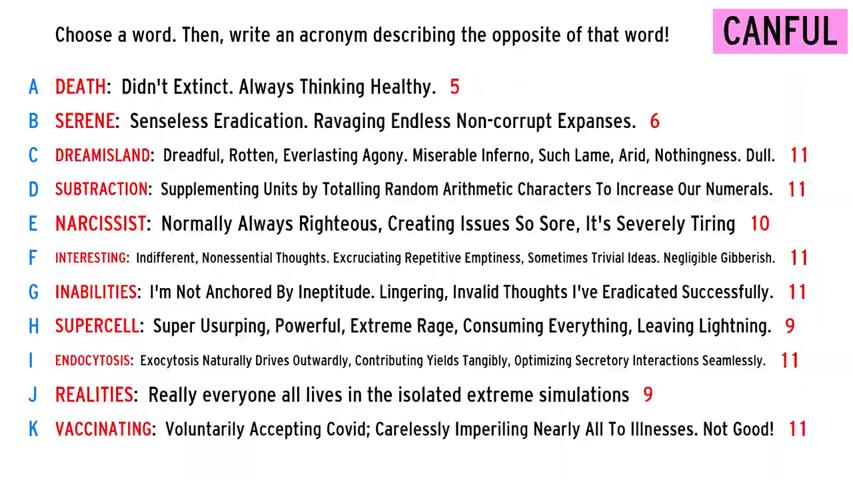 Choose a word. Then, write an acronym describing the opposite of that word!
CANFUL
A DEATH: Didn't Extinct. Always Thinking Healthy. 5
B SERENE: Senseless Eradication. Ravaging Endless Non-corrupt Expanses. 6
C DREAMISLAND: Dreadful, Rotten, Everlasting Agony. Miserable Inferno, Such Lame, Arid, Nothingness. Dull. 11
D SUBTRACTION: Supplementing Units by Totalling Random Arithmetic Characters To Increase Our Numerals. 11
E NARCISSIST: Normally Always Righteous, Creating Issues So Sore, It's Severely Tiring 10
F INTERESTING: Indifferent, Nonessential Thoughts. Excruciating Repetitive Emptiness, Sometimes Trivial Ideas. Negligible Gibberish. 11
G INABILITIES: I'm Not Anchored By Ineptitude. Lingering, Invalid Thoughts I've Eradicated Successfully. 11
H SUPERCELL: Super Usurping, Powerful, Extreme Rage, Consuming Everything, Leaving Lightning. 9
I ENDOCYTOSIS: Exocytosis Naturally Drives Outwardly, Contributing Yields Tangibly, Optimizing Secretory Interactions Seamlessly. 11
J REALITIES: Really everyone all lives in the isolated extreme simulations 9
K VACCINATING: Voluntarily Accepting Covid; Carelessly Imperiling Nearly All To Illnesses. Not Good! 11